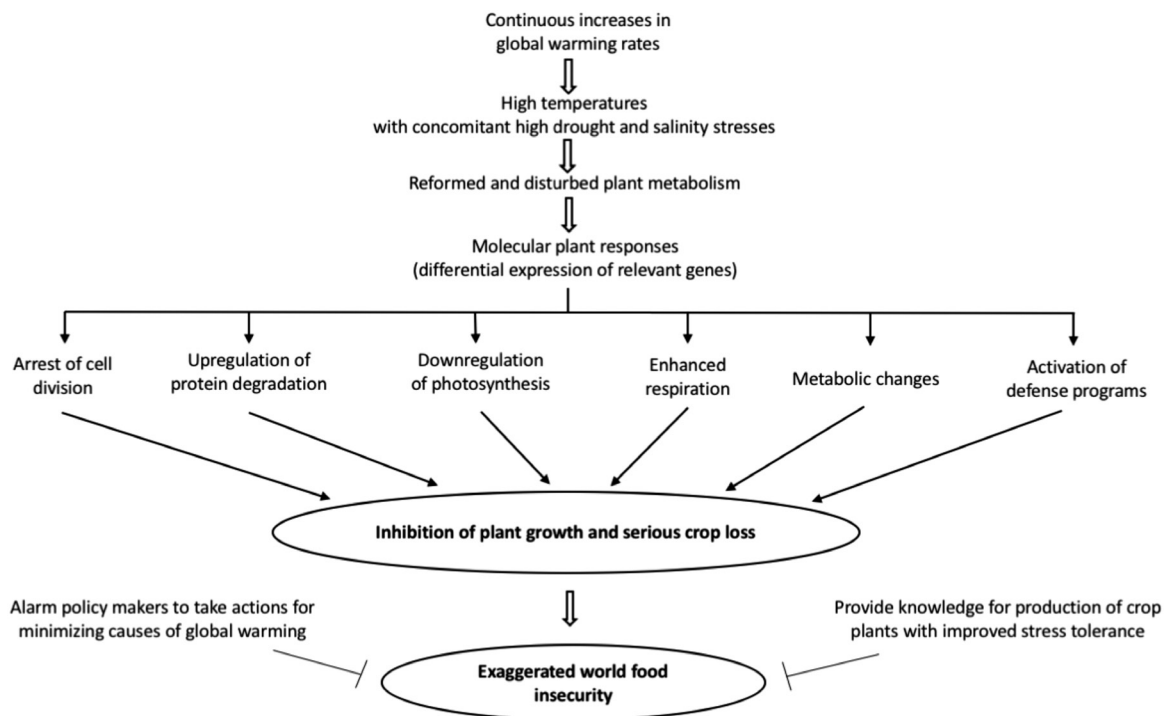 Continuous increases in
global warming rates
High temperatures
with concomitant high drought and salinity stresses
Reformed and disturbed plant metabolism
Molecular plant responses
(differential expression of relevant genes)
Arrest of cell
division
Upregulation of
protein degradation
Downregulation
of photosynthesis
Enhanced
respiration
Metabolic changes
Activation of
defense programs
Inhibition of plant growth and serious crop loss
Alarm policy makers to take actions for
minimizing causes of global warming
Provide knowledge for production of crop
plants with improved stress tolerance
Exaggerated world food
insecurity